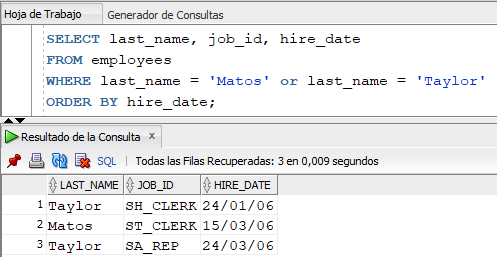 Hoja de Trabajo Generador de Consultas
SELECT last_name, job_id, hire_date
FROM employees
WHERE last_name = 'Matos' or last_name = 'Taylor'
ORDER BY hire_date;
Resultado de la Consulta x
SQL | Todas las Filas Recuperadas: 3 en 0,009 segundos
LAST_NAME JOB_ID HIRE_DATE
1 Taylor SH_CLERK 24/01/06
2 Matos ST_CLERK 15/03/06
3 Taylor SA_REP 24/03/06